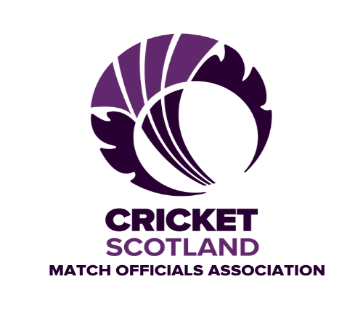 CRICKET
SCOTLAND
MATCH OFFICIALS ASSOCIATION